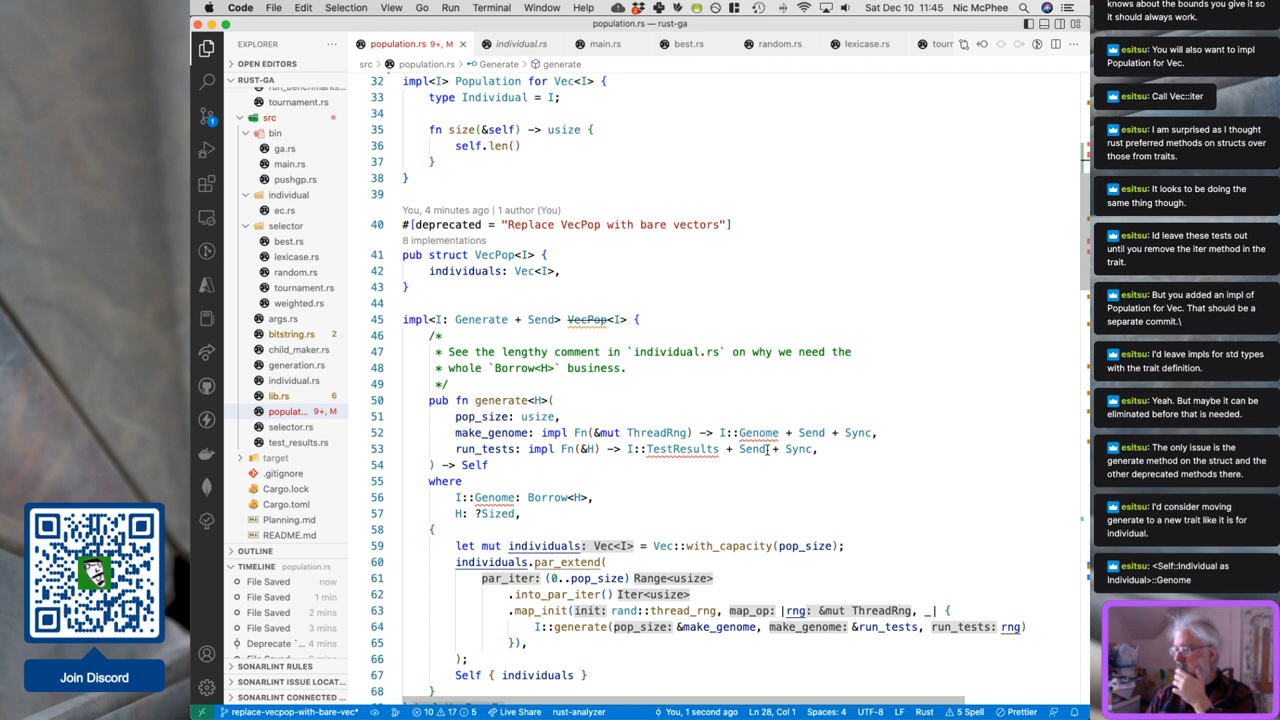 Code File Edit Selection View Go Run Terminal Window Help Sat Dec 10 11:45 Nic McPhee
population.rs — rust-ga
EXPLORER
OPEN EDITORS
RUST-GA
run_benchmarks...
tournament.rs
src
bin
ga.rs
main.rs
pushgp.rs
individual
ec.rs
selector
best.rs
lexicase.rs
random.rs
tournament.rs
weighted.rs
args.rs
bitstring.rs 2
child_maker.rs
generation.rs
individual.rs
lib.rs 6
populat... 9+, M
selector.rs
test_results.rs
target
.gitignore
Cargo.lock
Cargo.toml
Planning.md
README.md
OUTLINE
TIMELINE population.rs
File Saved now
File Saved 1 min
File Saved 2 mins
File Saved 3 mins
Deprecate `... 4 mins
SONARLINT RULES
SONARLINT ISSUE LOCAT...
SONARLINT CONNECTED ...
population.rs 9+, M individual.rs main.rs best.rs random.rs lexicase.rs tourr
src > population.rs > Generate > generate
32 impl<I> Population for Vec<I> {
33 type Individual = I;
34
35 fn size(&self) -> usize {
36 self.len()
37 }
38 }
39
You, 4 minutes ago | 1 author (You)
40 #[deprecated = "Replace VecPop with bare vectors"]
8 implementations
41 pub struct VecPop<I> {
42 individuals: Vec<I>,
43 }
44
45 impl<I: Generate + Send> VecPop<I> {
46 /*
47 * See the lengthy comment in `individual.rs` on why we need the
48 * whole `Borrow<H>` business.
49 */
50 pub fn generate<H>(
51 pop_size: usize,
52 make_genome: impl Fn(&mut ThreadRng) -> I::Genome + Send + Sync,
53 run_tests: impl Fn(&H) -> I::TestResults + Send + Sync,
54 ) -> Self
55 where
56 I::Genome: Borrow<H>,
57 H: ?Sized,
58 {
59 let mut individuals: Vec<I> = Vec::with_capacity(pop_size);
60 individuals.par_extend(
61 par_iter: (0..pop_size) Range<usize>
62 .into_par_iter() Iter<usize>
63 .map_init(init: rand::thread_rng, map_op: |rng: &mut ThreadRng, _| {
64 I::generate(pop_size: &make_genome, make_genome: &run_tests, run_tests: rng)
65 }),
66 );
67 Self { individuals }
68 }
replace-vecpop-with-bare-vec* 10 17 5 Live Share rust-analyzer You, 1 second ago Ln 28, Col 1 Spaces: 4 UTF-8 LF Rust 5 Spell Prettier
knows about the bounds you give it so
it should always work.
esitsu: You will also want to impl
Population for Vec.
esitsu: Call Vec::iter
esitsu: I am surprised as I thought
rust preferred methods on structs over
those from traits.
esitsu: It looks to be doing the
same thing though.
esitsu: Id leave these tests out
until you remove the iter method in the
trait.
esitsu: But you added an impl of
Population for Vec. That should be a
separate commit.\
esitsu: I'd leave impls for std types
with the trait definition.
esitsu: Yeah. But maybe it can be
eliminated before that is needed.
esitsu: The only issue is the
generate method on the struct and the
other deprecated methods there.
esitsu: I'd consider moving
generate to a new trait like it is for
individual.
esitsu: <Self::Individual as
Individual>::Genome
Join Discord